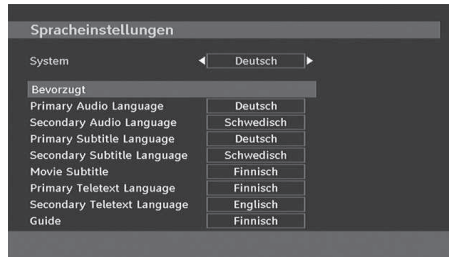 Spracheinstellungen
System Deutsch
Bevorzugt
Primary Audio Language Deutsch
Secondary Audio Language Schwedisch
Primary Subtitle Language Deutsch
Secondary Subtitle Language Schwedisch
Movie Subtitle Finnisch
Primary Teletext Language Finnisch
Secondary Teletext Language Englisch
Guide Finnisch